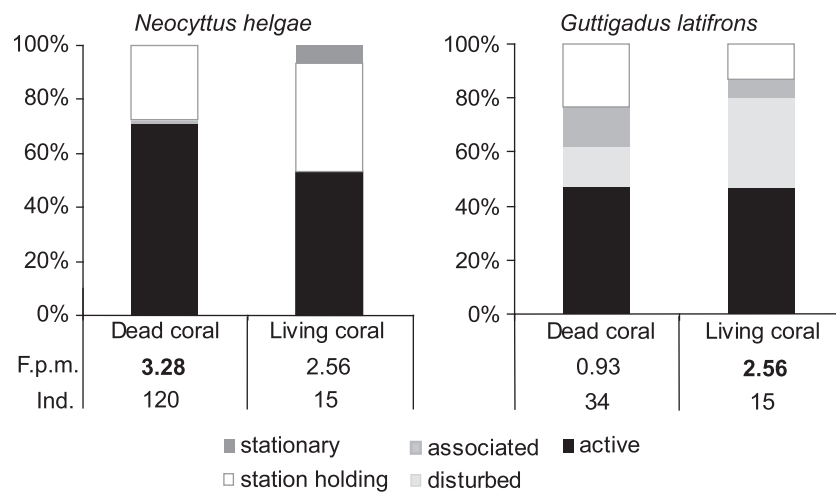 Neocyttus helgae
100%
80%
60%
40%
20%
0%
Dead coral Living coral
F.p.m. 3.28 2.56
Ind. 120 15
Guttigadus latifrons
100%
80%
60%
40%
20%
0%
Dead coral Living coral
0.93 2.56
34 15
stationary associated active
station holding disturbed